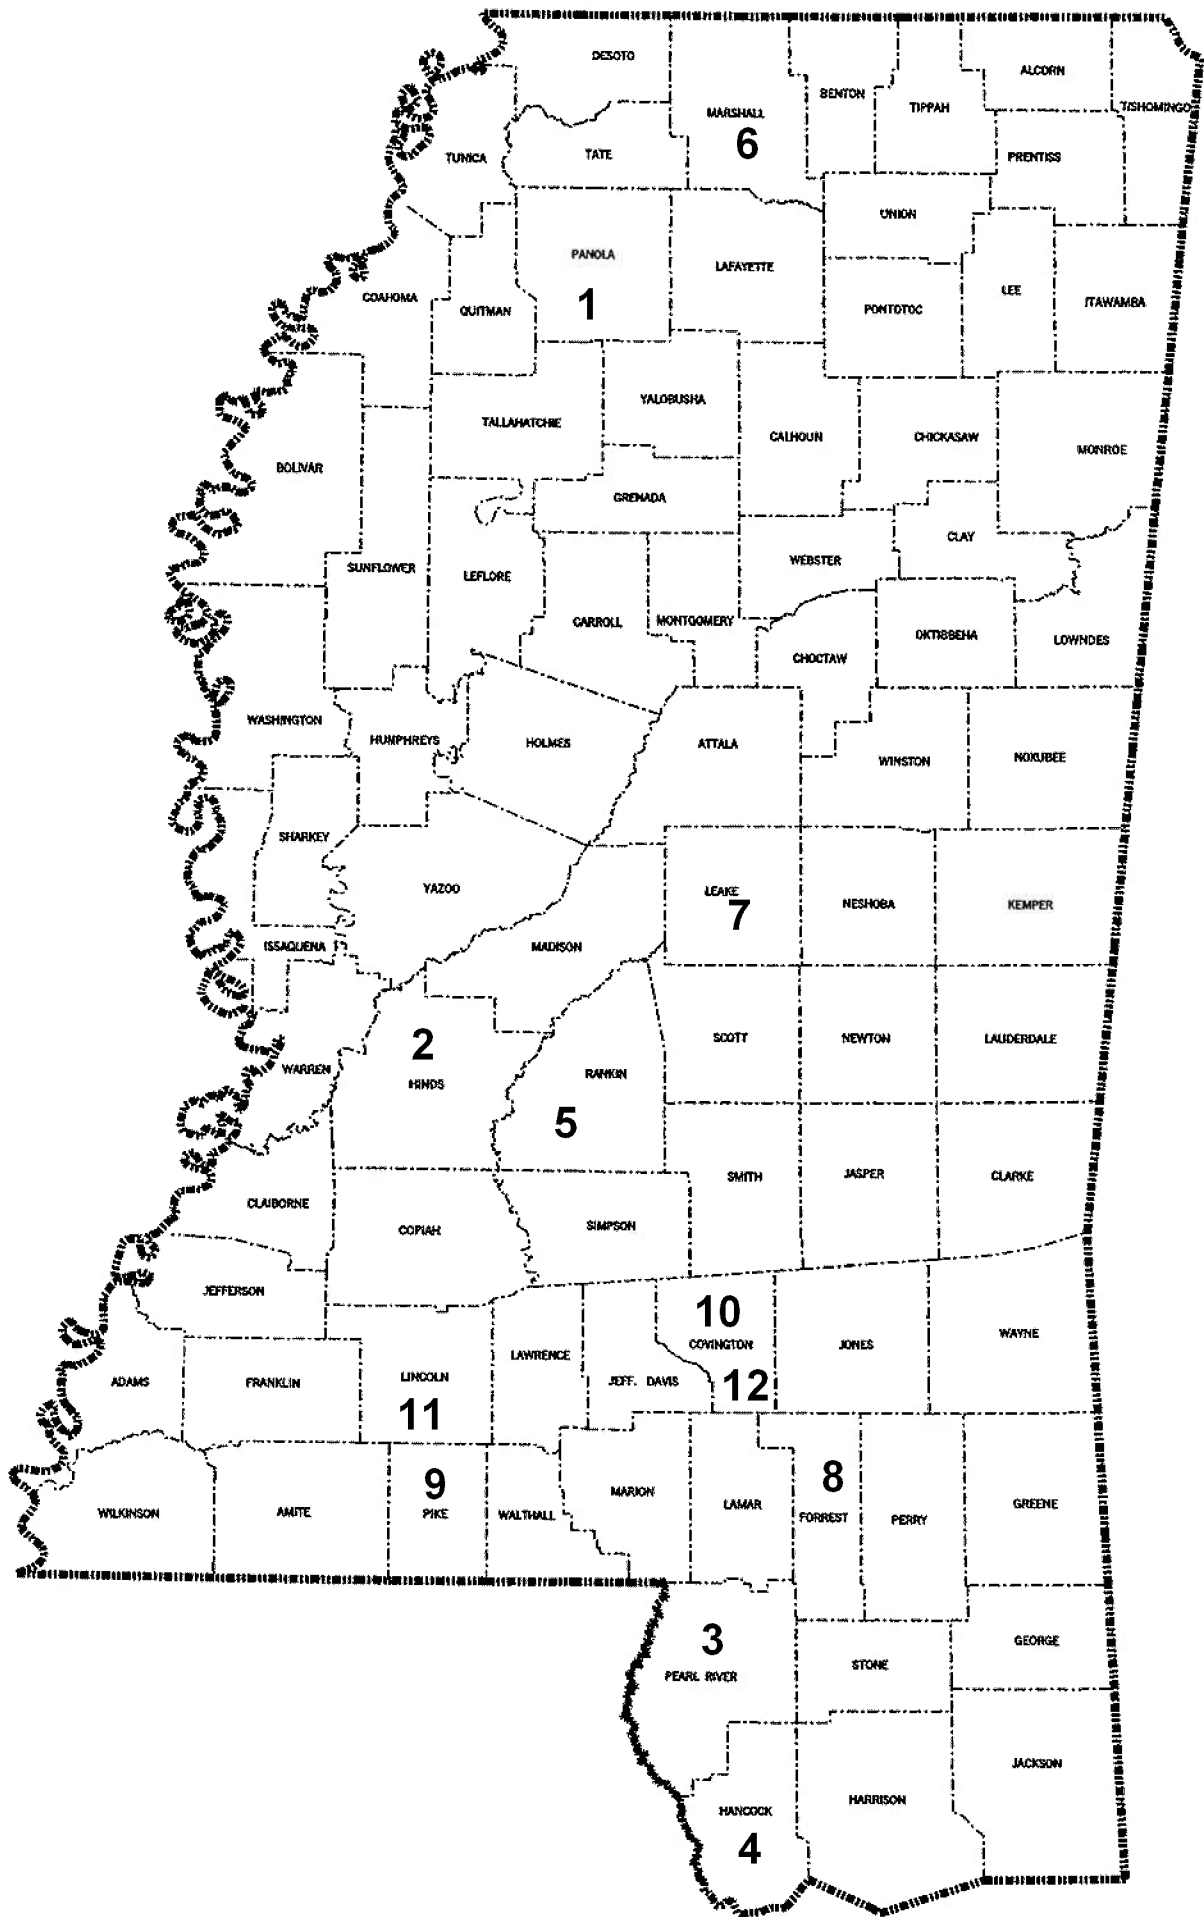 DESOTO
ALCORN
BENTON
TIPPAH
TISHOMINGO
MARSHALL
6
TUNICA
TATE
PRENTISS
UNION
PANOLA
LAFAYETTE
1
COAHOMA
QUITMAN
PONTOTOC
LEE
ITAWAMBA
YALOBUSHA
TALLAHATCHIE
CALHOUN
CHICKASAW
MONROE
BOLIVAR
GRENADA
CLAY
WEBSTER
SUNFLOWER
LEFLORE
CARROLL
MONTGOMERY
OKTIBBEHA
LOWNDES
CHOCTAW
WASHINGTON
HUMPHREYS
HOLMES
ATTALA
WINSTON
NOXUBEE
SHARKEY
YAZOO
LEAKE
7
NESHOBA
KEMPER
ISSAQUENA
MADISON
2
SCOTT
NEWTON
LAUDERDALE
WARREN
HINDS
RANKIN
5
SMITH
JASPER
CLARKE
CLAIBORNE
COPIAH
SIMPSON
JEFFERSON
10
COVINGTON
JONES
WAYNE
LAWRENCE
ADAMS
FRANKLIN
LINCOLN
JEFF. DAVIS
12
11
9
8
WILKINSON
AMITE
PIKE
WALTHALL
MARION
LAMAR
FORREST
PERRY
GREENE
3
PEARL RIVER
STONE
GEORGE
JACKSON
HANCOCK
HARRISON
4